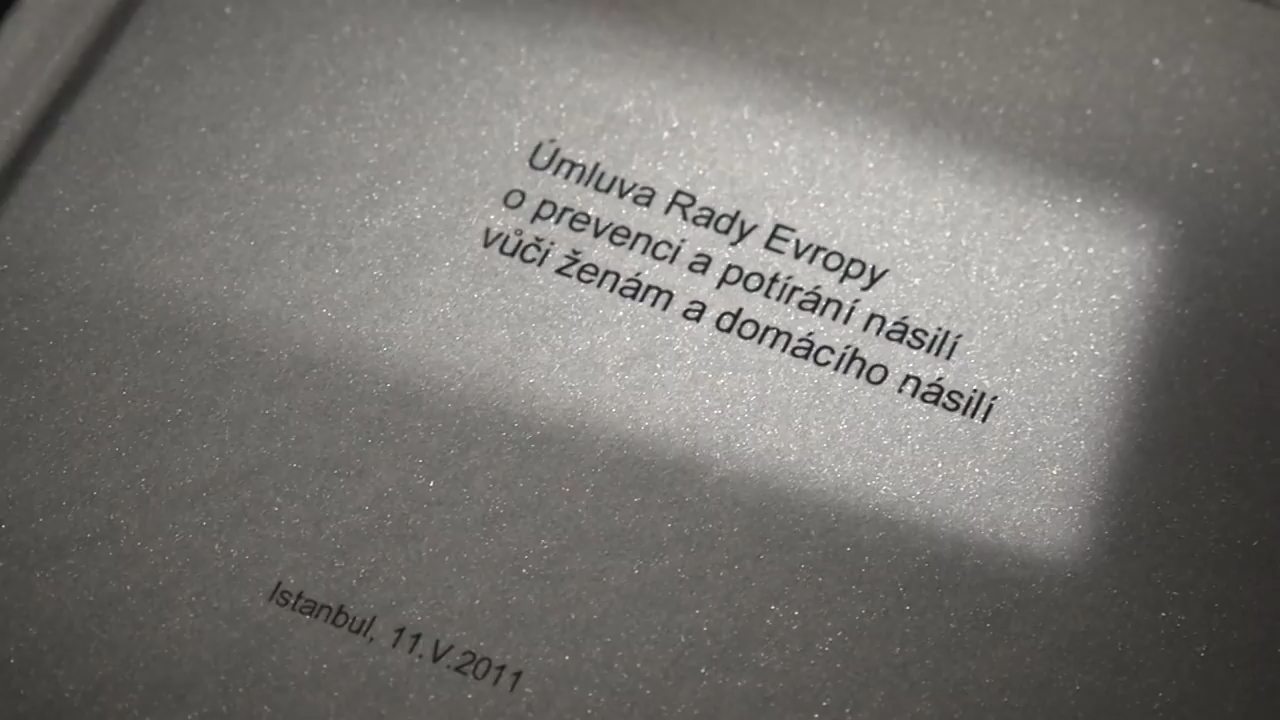 Úmluva Rady Evropy
o prevenci a potírání násilí
vůči ženám a domácího násilí
Istanbul, 11.V.2011